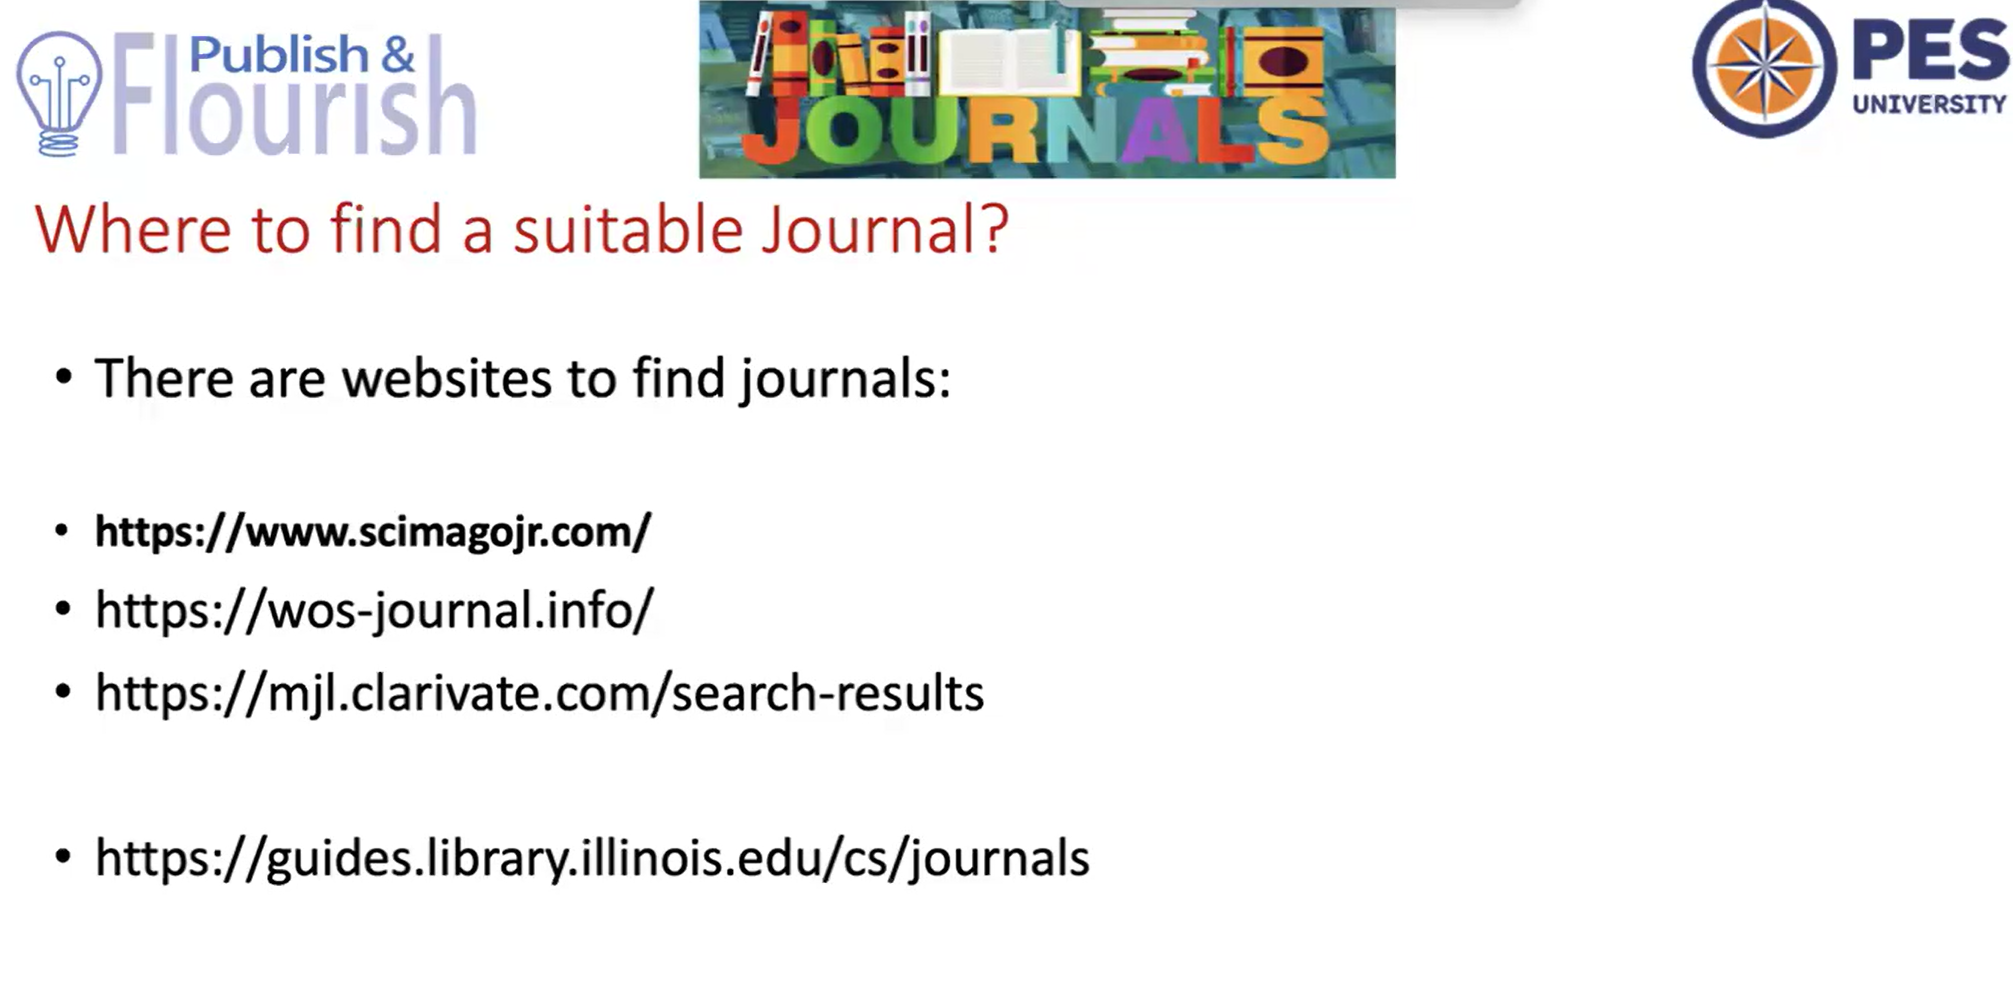 Publish &
Flourish
JOURNALS
PES
UNIVERSITY
Where to find a suitable Journal?
• There are websites to find journals:
• https://www.scimagojr.com/
• https://wos-journal.info/
• https://mjl.clarivate.com/search-results
• https://guides.library.illinois.edu/cs/journals